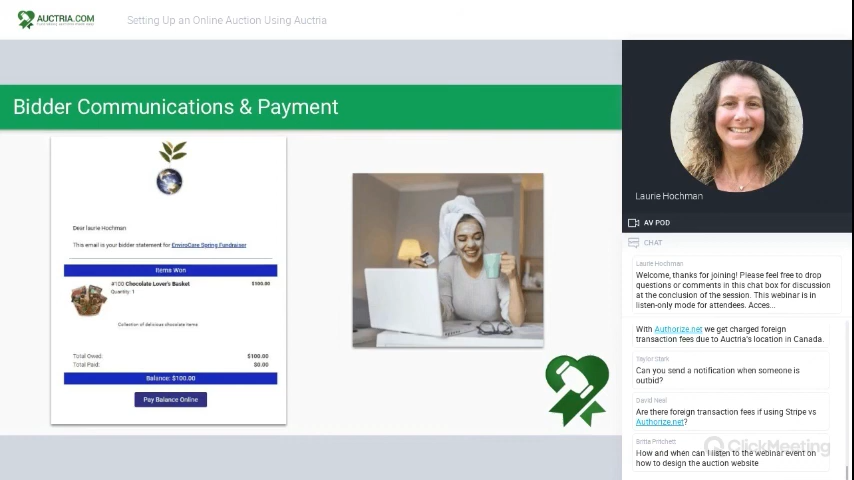 AUCTRIA.COM
Setting Up an Online Auction Using Auctria
Bidder Communications & Payment
Dear laurie Hochman
This email is your bidder statement for EnviroCare Spring Fundraiser
Items Won
#100 Chocolate Lover's Basket $100.00
Quantity: 1
Collection of delicious chocolate items
Total Owed: $100.00
Total Paid: $0.00
Balance: $100.00
Pay Balance Online
Laurie Hochman
AV POD
CHAT
Laurie Hochman
Welcome, thanks for joining! Please feel free to drop
questions or comments in this chat box for discussion
at the conclusion of the session. This webinar is in
listen-only mode for attendees. Acces...
With Authorize.net we get charged foreign
transaction fees due to Auctria's location in Canada.
Taylor Stark
Can you send a notification when someone is
outbid?
David Neal
Are there foreign transaction fees if using Stripe vs
Authorize.net?
Britta Pritchett
How and when can I listen to the webinar event on
how to design the auction website
ClickMeeting